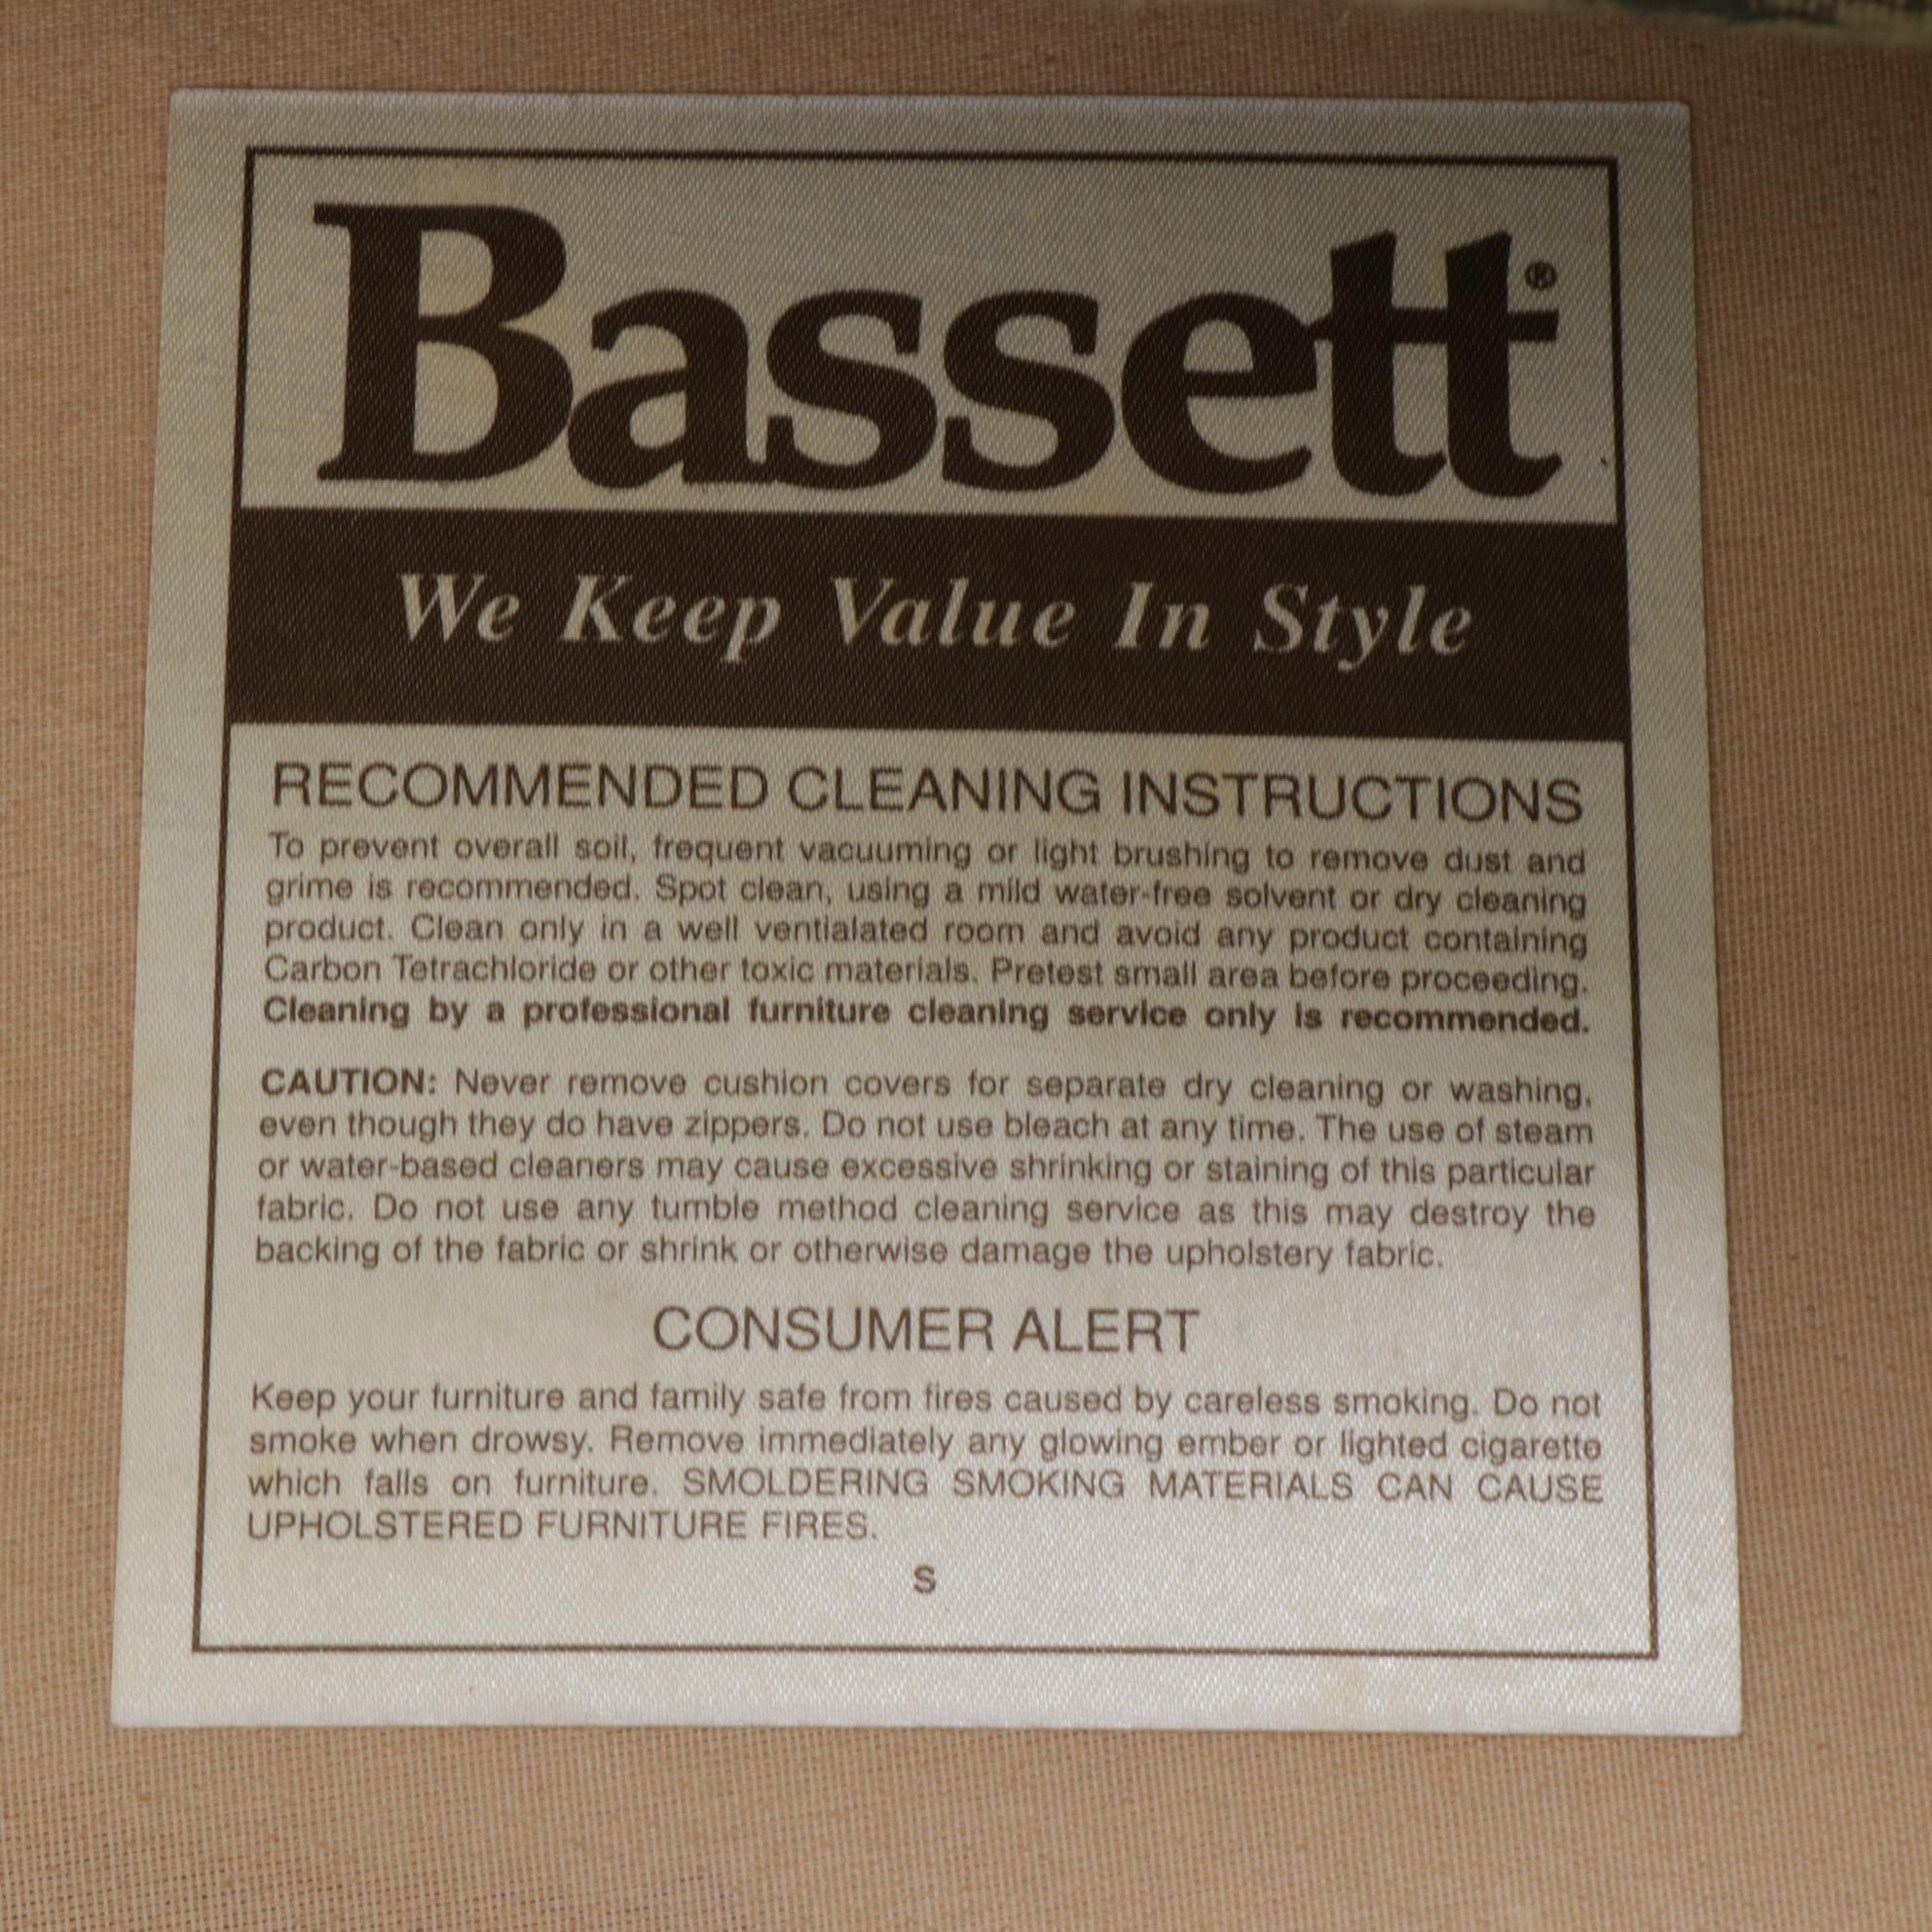 Bassett®
We Keep Value In Style
RECOMMENDED CLEANING INSTRUCTIONS
To prevent overall soil, frequent vacuuming or light brushing to remove dust and
grime is recommended. Spot clean, using a mild water-free solvent or dry cleaning
product. Clean only in a well ventialated room and avoid any product containing
Carbon Tetrachloride or other toxic materials. Pretest small area before proceeding.
Cleaning by a professional furniture cleaning service only is recommended.
CAUTION: Never remove cushion covers for separate dry cleaning or washing,
even though they do have zippers. Do not use bleach at any time. The use of steam
or water-based cleaners may cause excessive shrinking or staining of this particular
fabric. Do not use any tumble method cleaning service as this may destroy the
backing of the fabric or shrink or otherwise damage the upholstery fabric.
CONSUMER ALERT
Keep your furniture and family safe from fires caused by careless smoking. Do not
smoke when drowsy. Remove immediately any glowing ember or lighted cigarette
which falls on furniture. SMOLDERING SMOKING MATERIALS CAN CAUSE
UPHOLSTERED FURNITURE FIRES.
S